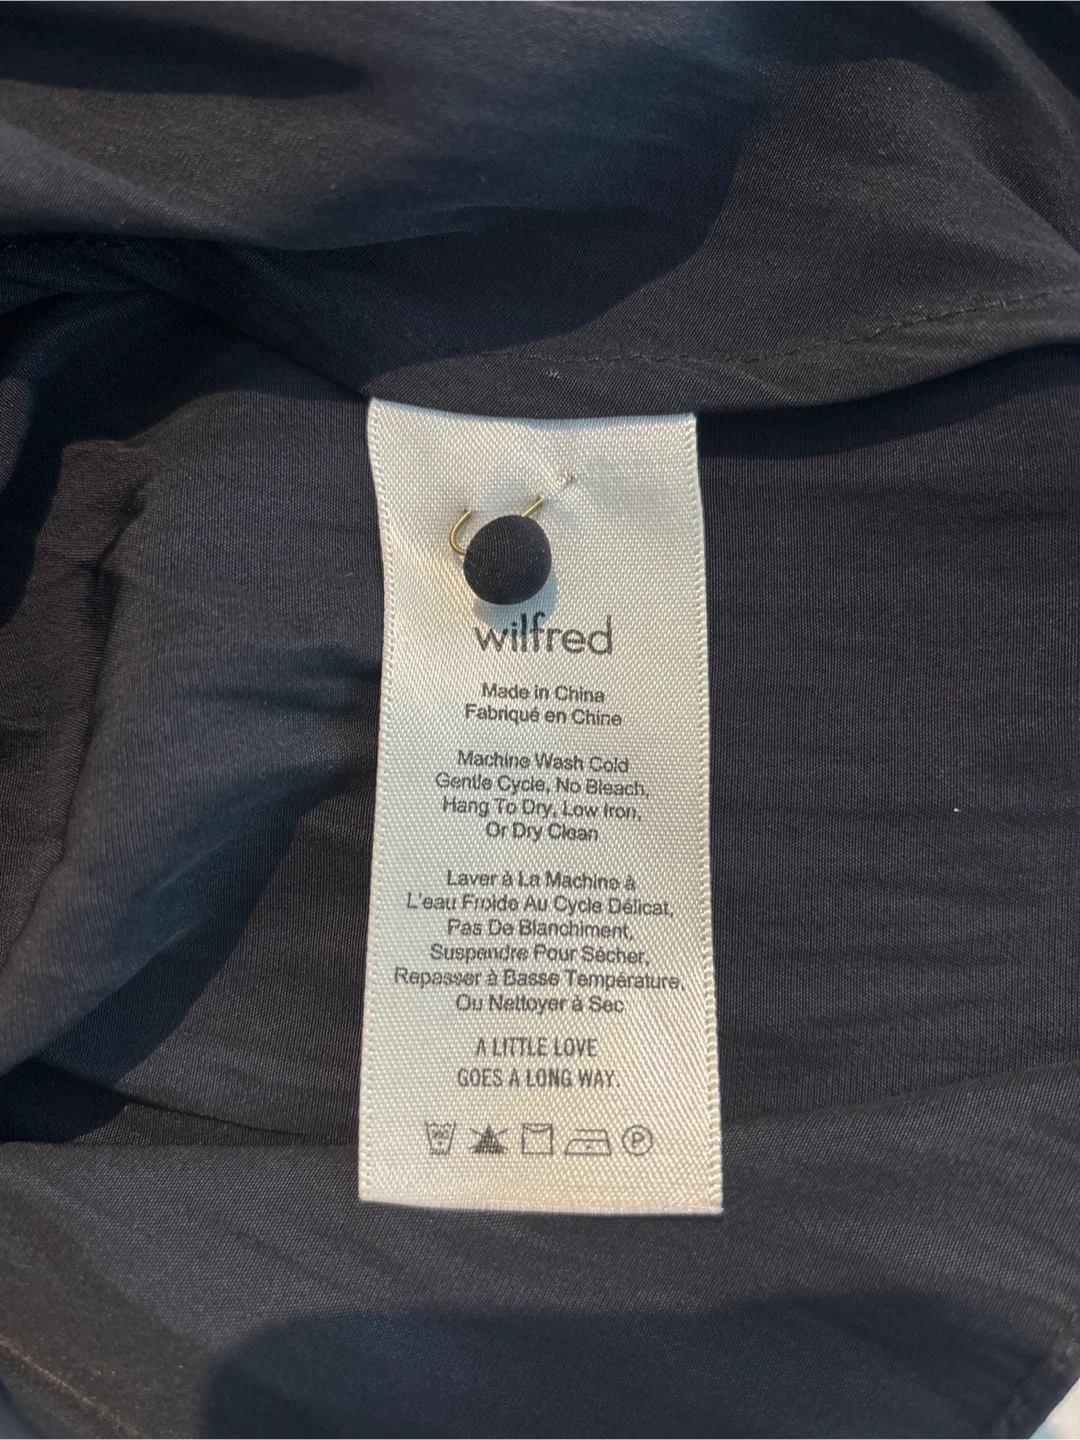 wilfred
Made in China
Fabriqué en Chine
Machine Wash Cold
Gentle Cycle, No Bleach,
Hang To Dry, Low Iron,
Or Dry Clean
Laver à La Machine à
L'eau Froide Au Cycle Délicat,
Pas De Blanchiment,
Suspendre Pour Sécher,
Repasser à Basse Température,
Ou Nettoyer à Sec
A LITTLE LOVE
GOES A LONG WAY.
P